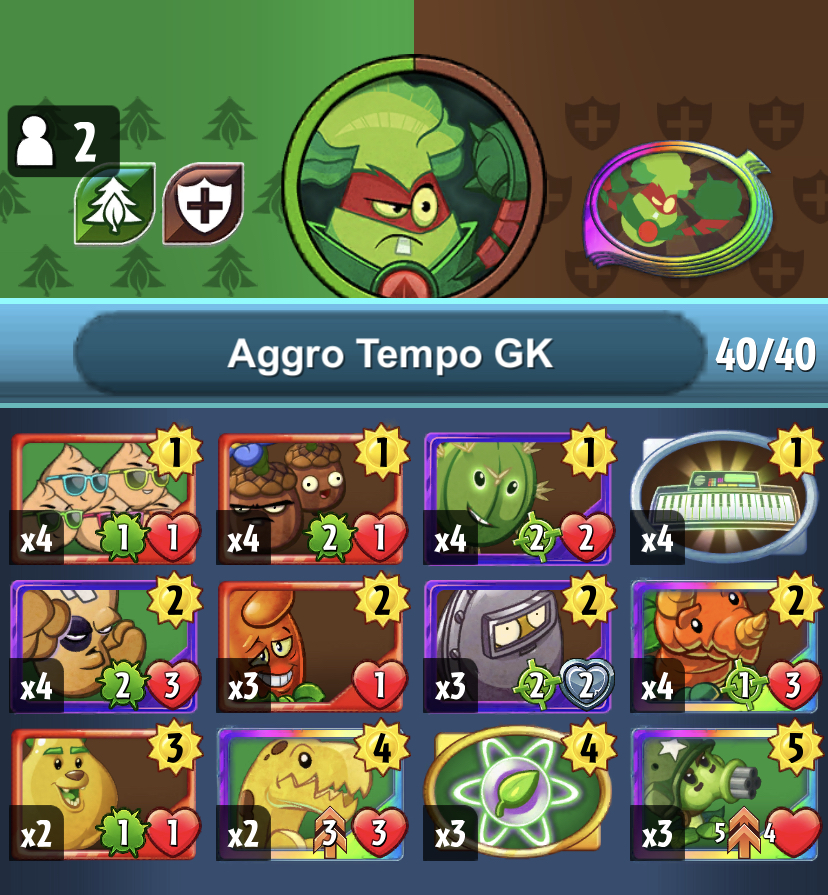 2
Aggro Tempo GK
40/40
1 1 1 1
x4 1 1 x4 2 1 x4 2 2 x4
2 2 2 2
x4 2 3 x3 1 x3 2 2 x4 1 3
3 4 4 5
x2 1 1 x2 3 3 x3 x3 5 4